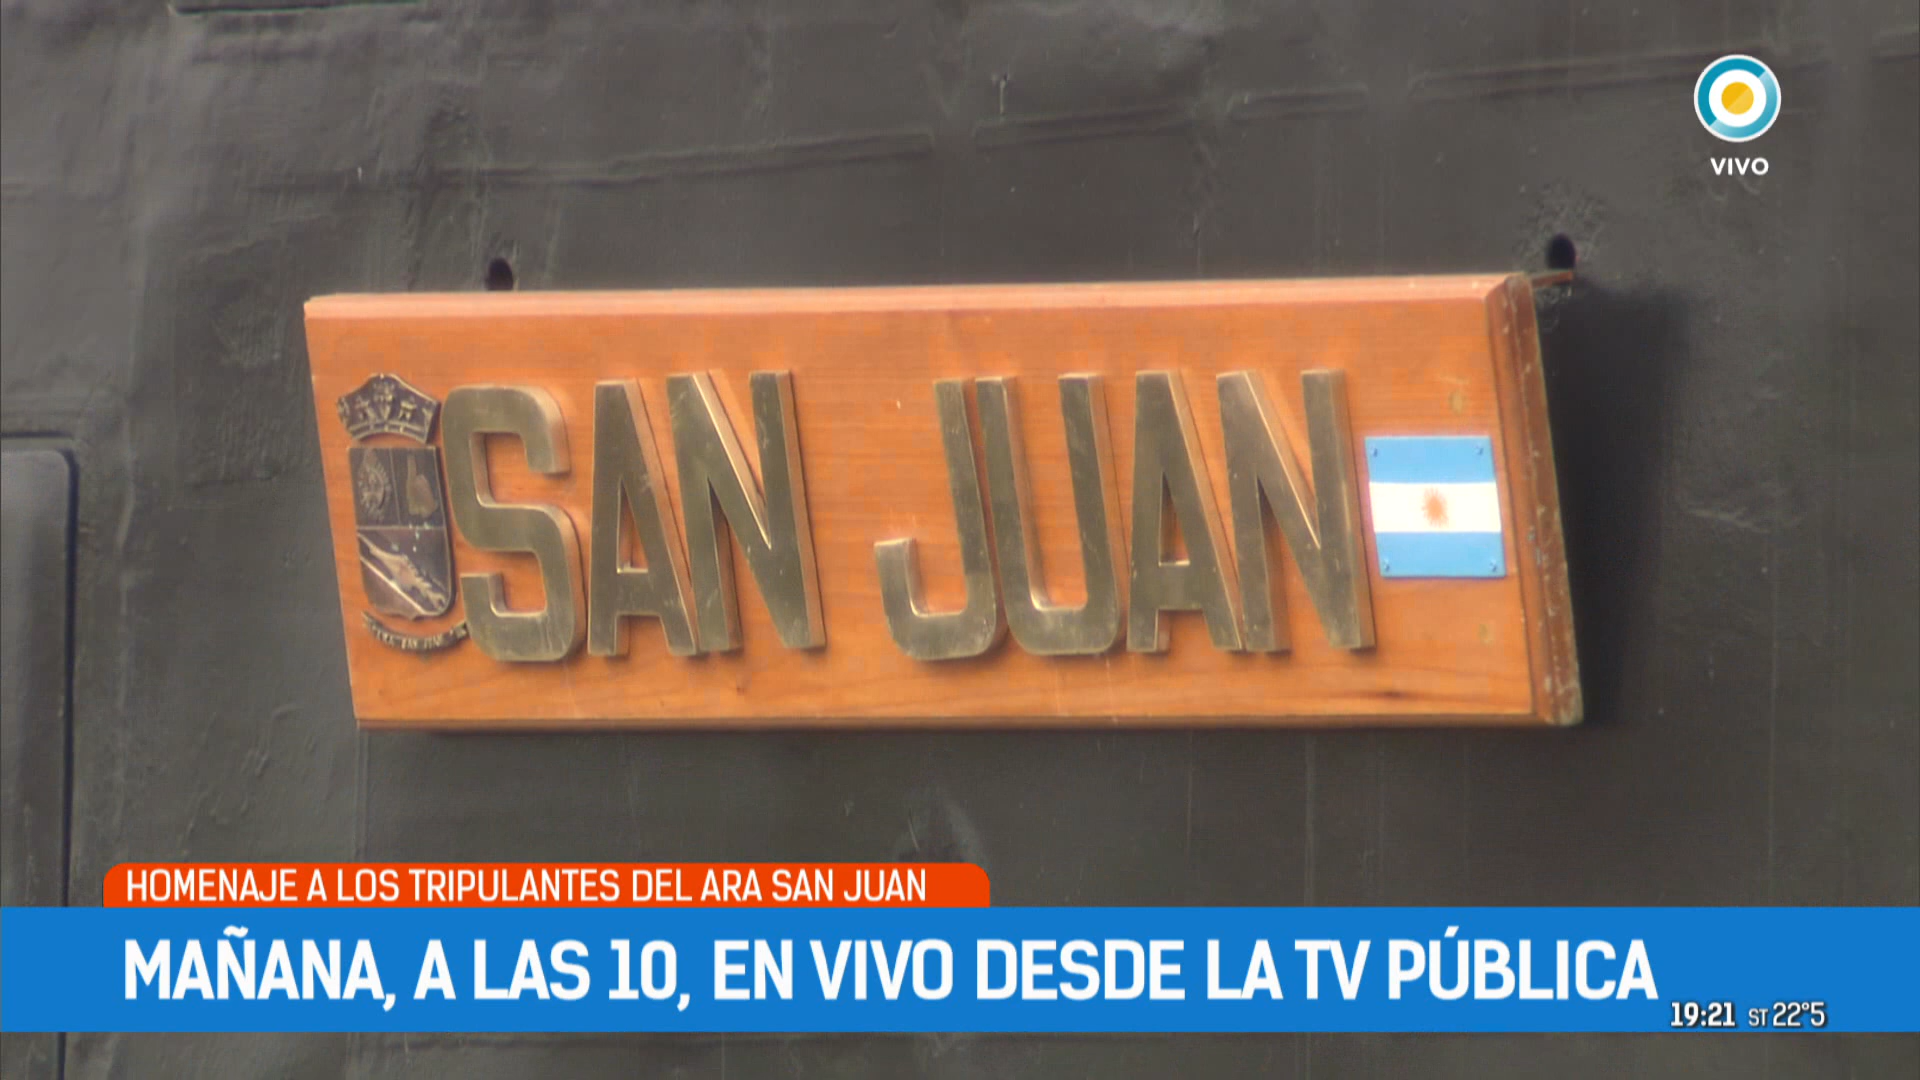 VIVO
SAN JUAN
HOMENAJE A LOS TRIPULANTES DEL ARA SAN JUAN
MAÑANA, A LAS 10, EN VIVO DESDE LA TV PÚBLICA
19:21 ST 22°5